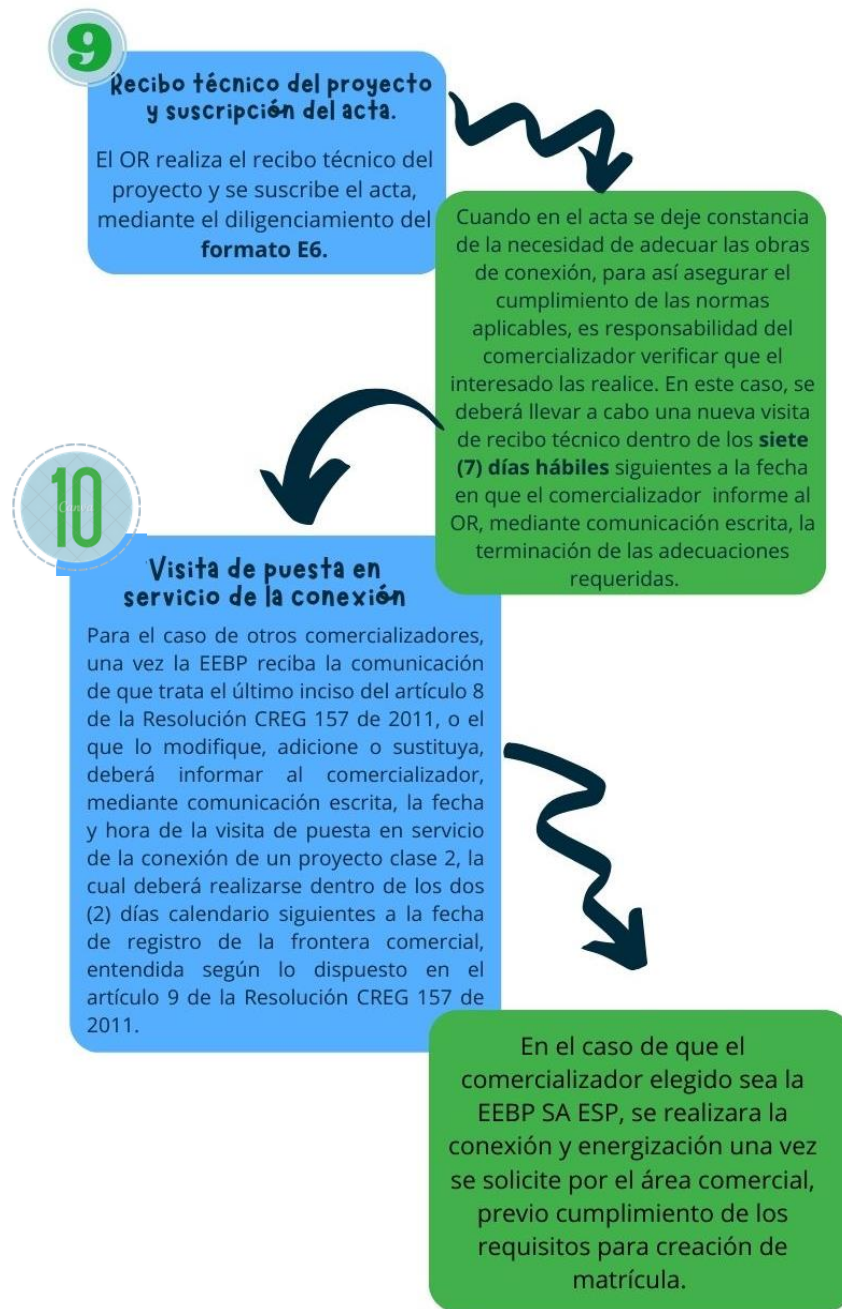 9
Recibo técnico del proyecto
y suscripción del acta.
El OR realiza el recibo técnico del
proyecto y se suscribe el acta,
mediante el diligenciamiento del
formato E6.
Cuando en el acta se deje constancia
de la necesidad de adecuar las obras
de conexión, para así asegurar el
cumplimiento de las normas
aplicables, es responsabilidad del
comercializador verificar que el
interesado las realice. En este caso, se
deberá llevar a cabo una nueva visita
de recibo técnico dentro de los siete
(7) días hábiles siguientes a la fecha
en que el comercializador informe al
OR, mediante comunicación escrita, la
terminación de las adecuaciones
requeridas.
10
Canva
Visita de puesta en
servicio de la conexión
Para el caso de otros comercializadores,
una vez la EEBP reciba la comunicación
de que trata el último inciso del artículo 8
de la Resolución CREG 157 de 2011, o el
que lo modifique, adicione o sustituya,
deberá informar al comercializador,
mediante comunicación escrita, la fecha
y hora de la visita de puesta en servicio
de la conexión de un proyecto clase 2, la
cual deberá realizarse dentro de los dos
(2) días calendario siguientes a la fecha
de registro de la frontera comercial,
entendida según lo dispuesto en el
artículo 9 de la Resolución CREG 157 de
2011.
En el caso de que el
comercializador elegido sea la
EEBP SA ESP, se realizara la
conexión y energización una vez
se solicite por el área comercial,
previo cumplimiento de los
requisitos para creación de
matrícula.